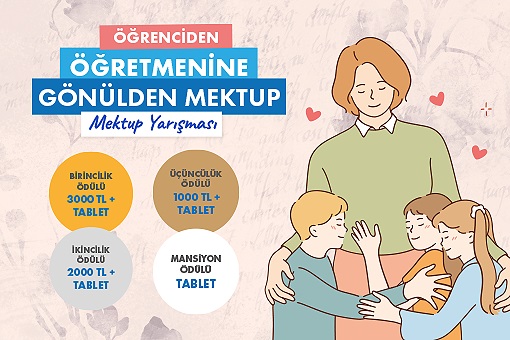 ÖĞRENCİDEN
ÖĞRETMENİNE
GÖNÜLDEN MEKTUP
Mektup Yarışması
BİRİNCİLİK
ÖDÜLÜ
3000 TL +
TABLET
ÜÇÜNCÜLÜK
ÖDÜLÜ
1000 TL +
TABLET
İKİNCİLİK
ÖDÜLÜ
2000 TL +
TABLET
MANSİYON
ÖDÜLÜ
TABLET